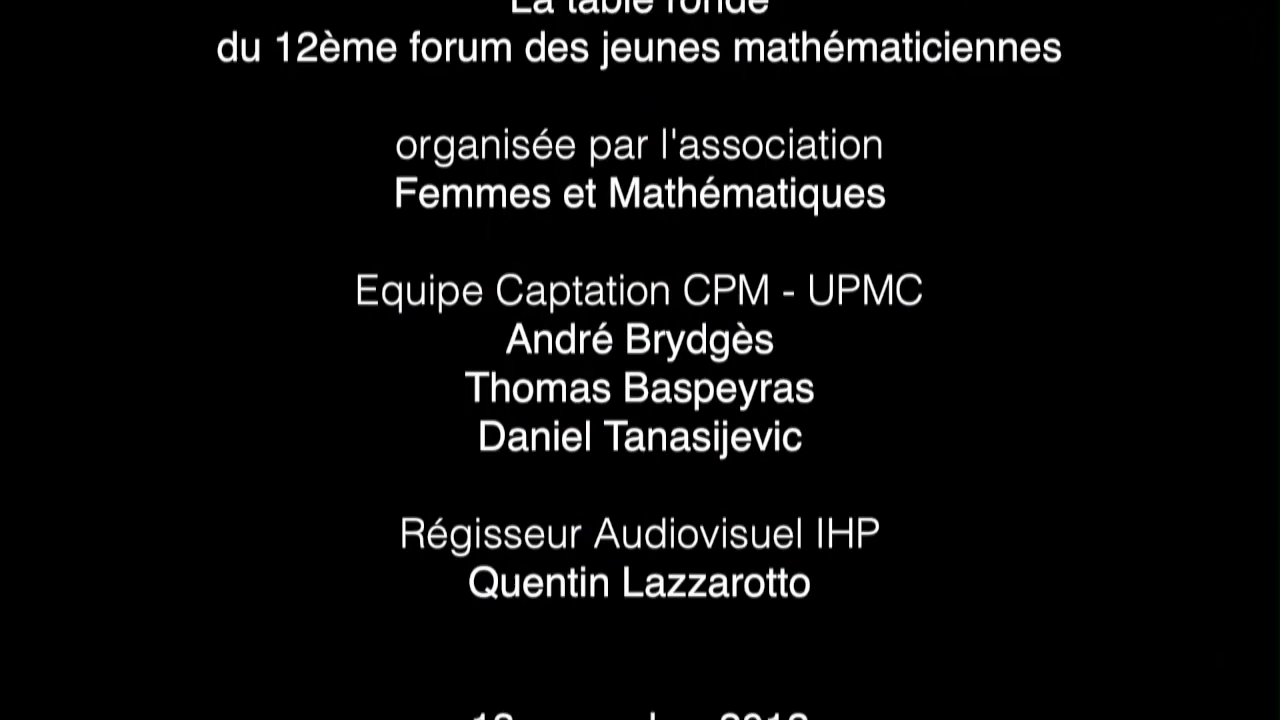 La table ronde
du 12ème forum des jeunes mathématiciennes
organisée par l'association
Femmes et Mathématiques
Equipe Captation CPM - UPMC
André Brydgès
Thomas Baspeyras
Daniel Tanasijevic
Régisseur Audiovisuel IHP
Quentin Lazzarotto